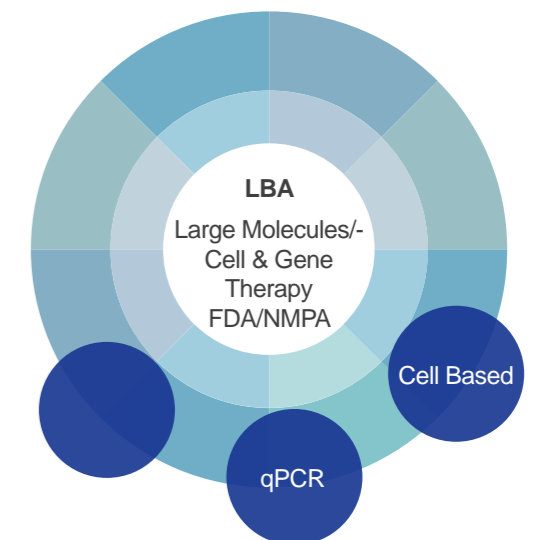 LBA
Large Molecules/-
Cell & Gene
Therapy
FDA/NMPA
Cell Based
qPCR